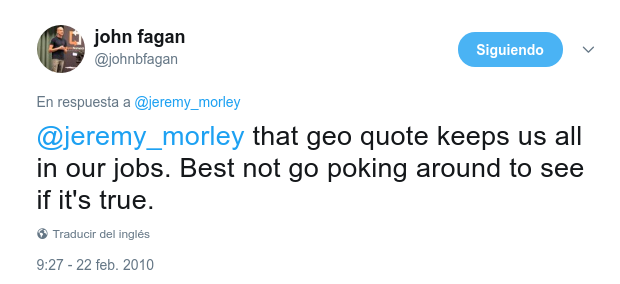 john fagan
@johnbfagan
Siguiendo
En respuesta a @jeremy_morley
@jeremy_morley that geo quote keeps us all
in our jobs. Best not go poking around to see
if it's true.
Traducir del inglés
9:27 - 22 feb. 2010